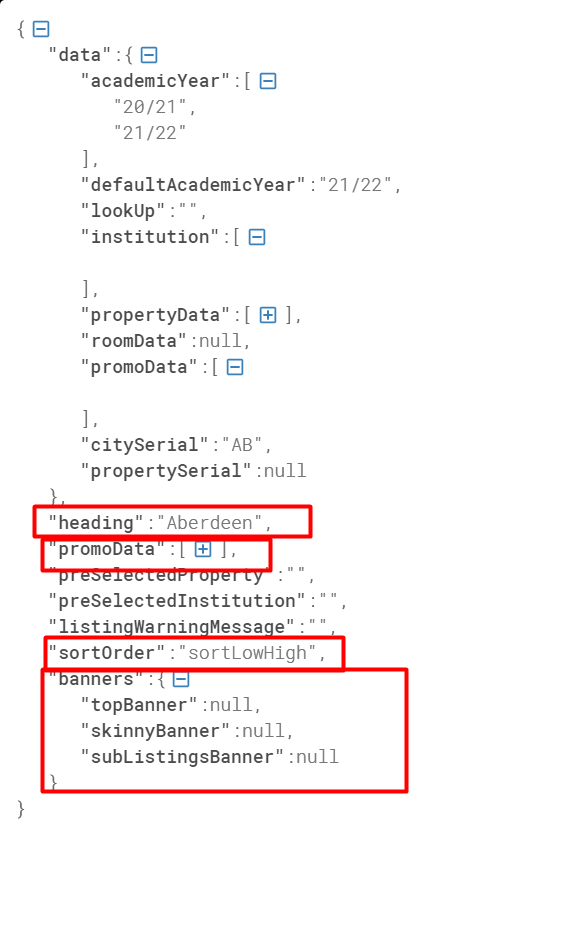 {
"data":{
"academicYear":[
"20/21",
"21/22"
],
"defaultAcademicYear":"21/22",
"lookUp":"",
"institution":[
],
"propertyData":[ ],
"roomData":null,
"promoData":[
],
"citySerial":"AB",
"propertySerial":null
},
"heading":"Aberdeen",
"promoData":[ ],
"preSelectedProperty":"",
"preSelectedInstitution":"",
"listingWarningMessage":"",
"sortOrder":"sortLowHigh",
"banners":{
"topBanner":null,
"skinnyBanner":null,
"subListingsBanner":null
}
}